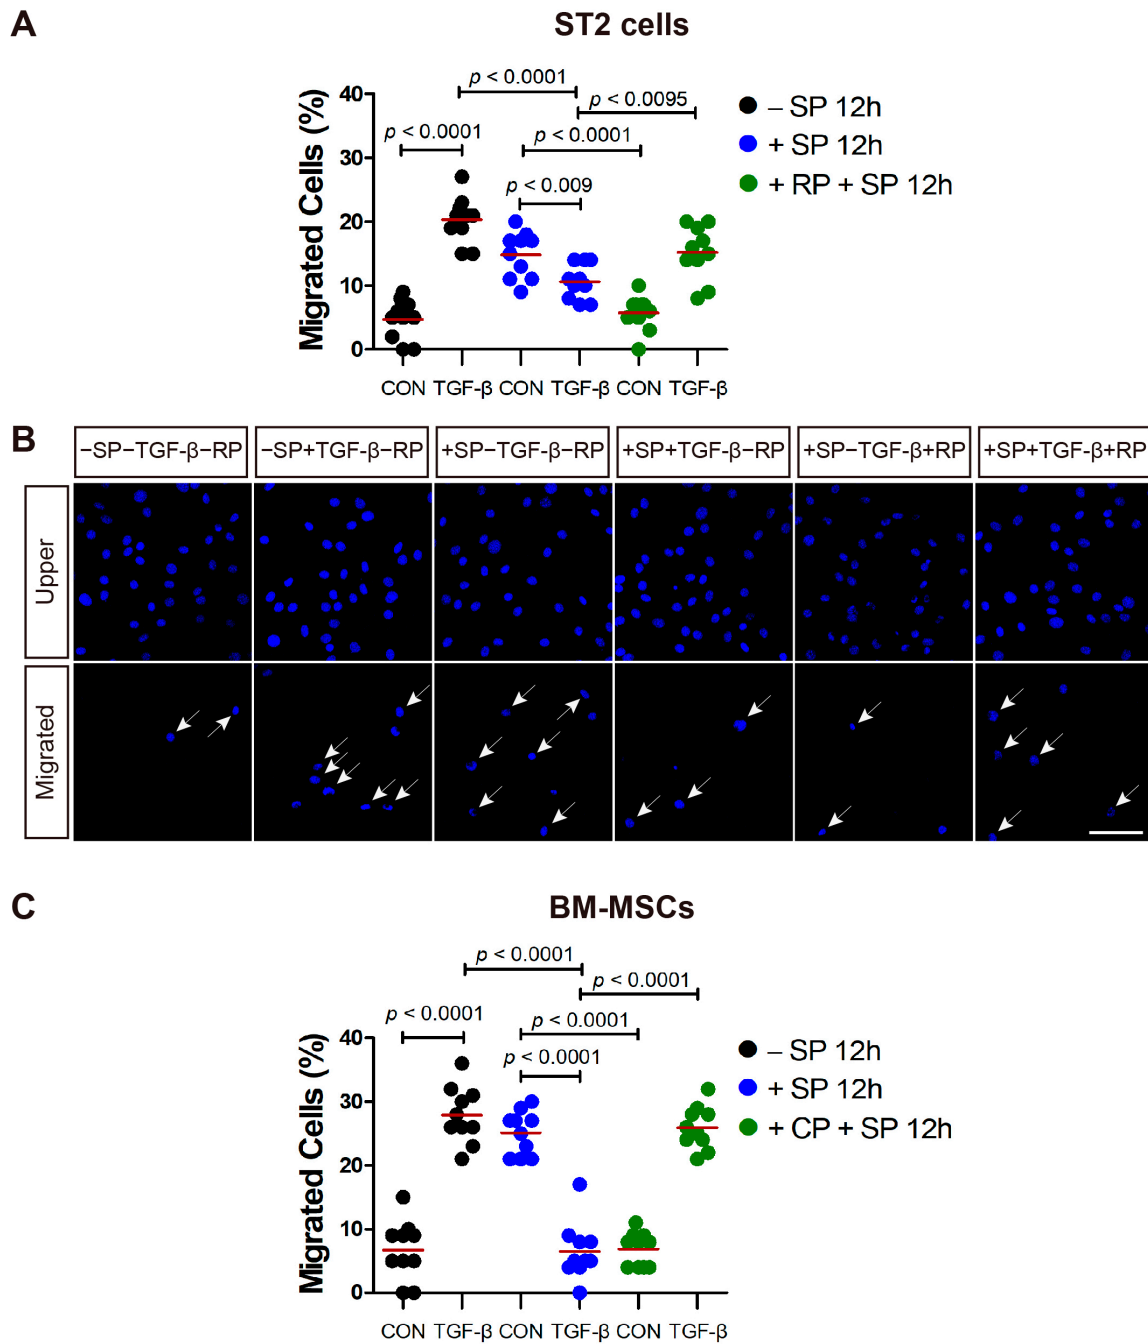 A
ST2 cells
p < 0.0001
p < 0.0095
p < 0.0001
p < 0.0001
p < 0.009
Migrated Cells (%)
40
30
20
10
0
CON TGF-β CON TGF-β CON TGF-β
– SP 12h
+ SP 12h
+ RP + SP 12h
B
–SP–TGF-β–RP
–SP+TGF-β–RP
+SP–TGF-β–RP
+SP+TGF-β–RP
+SP–TGF-β+RP
+SP+TGF-β+RP
Upper
Migrated
C
BM-MSCs
p < 0.0001
p < 0.0001
p < 0.0001
p < 0.0001
p < 0.0001
Migrated Cells (%)
40
30
20
10
0
CON TGF-β CON TGF-β CON TGF-β
– SP 12h
+ SP 12h
+ CP + SP 12h